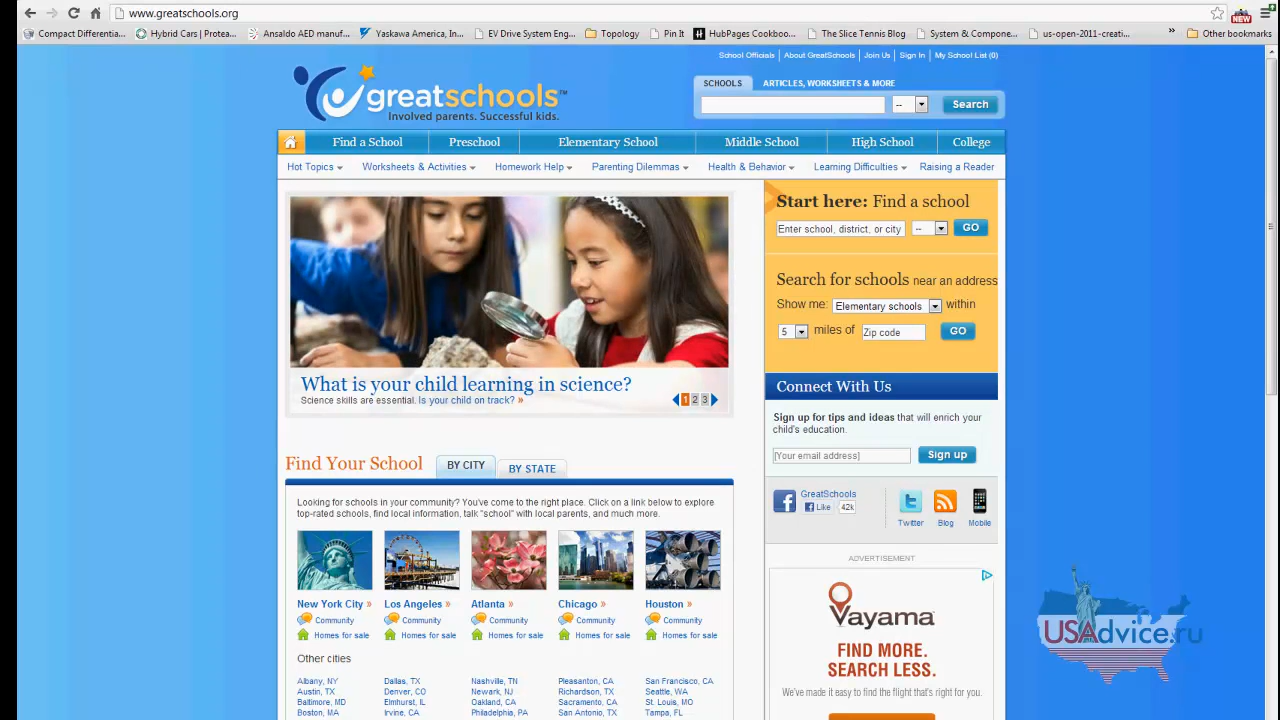 www.greatschools.org
NEW
Compact Differentia...
Hybrid Cars | Protea...
Ansaldo AED manuf...
Yaskawa America, In...
EV Drive System Eng...
Topology
Pin It
HubPages Cookboo...
The Slice Tennis Blog
System & Compone...
us-open-2011-creati...
»
Other bookmarks
School Officials | About GreatSchools | Join Us | Sign In | My School List (0)
greatschools™
Involved parents. Successful kids.
SCHOOLS
ARTICLES, WORKSHEETS & MORE
-- Search
Find a School Preschool Elementary School Middle School High School College
Hot Topics Worksheets & Activities Homework Help Parenting Dilemmas Health & Behavior Learning Difficulties Raising a Reader
What is your child learning in science?
Science skills are essential. Is your child on track? »
1 2 3
Start here: Find a school
Enter school, district, or city -- GO
Search for schools near an address
Show me: Elementary schools within
5 miles of Zip code GO
Connect With Us
Sign up for tips and ideas that will enrich your
child's education.
[Your email address] Sign up
GreatSchools
Like 42k
Twitter Blog Mobile
Find Your School BY CITY BY STATE
Looking for schools in your community? You've come to the right place. Click on a link below to explore
top-rated schools, find local information, talk "school" with local parents, and much more.
New York City » Los Angeles » Atlanta » Chicago » Houston »
Community Community Community Community Community
Homes for sale Homes for sale Homes for sale Homes for sale Homes for sale
Other cities
Albany, NY Dallas, TX Nashville, TN Pleasanton, CA San Francisco, CA
Austin, TX Denver, CO Newark, NJ Richardson, TX Seattle, WA
Baltimore, MD Elmhurst, IL Oakland, CA Sacramento, CA St. Louis, MO
Boston, MA Irvine, CA Philadelphia, PA San Antonio, TX Tampa, FL
ADVERTISEMENT
Vayama
FIND MORE.
SEARCH LESS.
We've made it easy to find the flight that's right for you.
USAdvice.ru